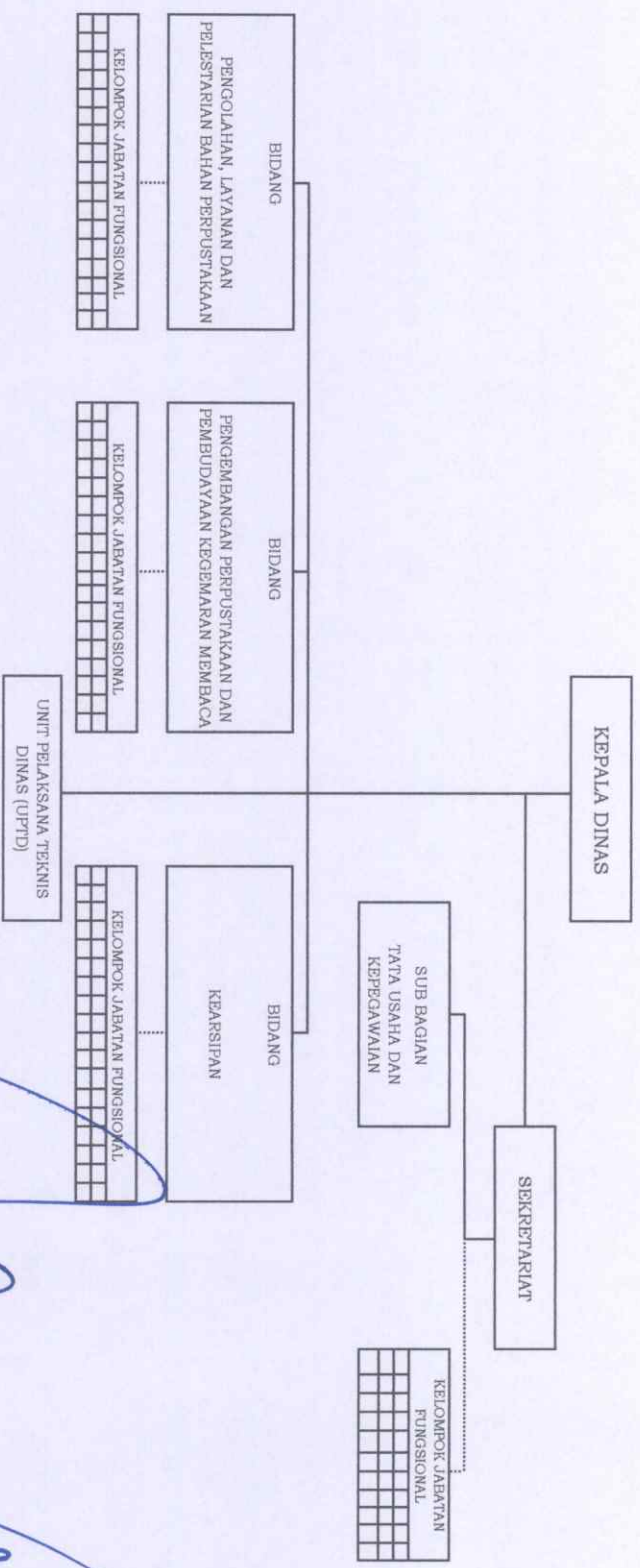 KEPALA DINAS
SEKRETARIAT
SUB BAGIAN
TATA USAHA DAN
KEPEGAWAIAN
KELOMPOK JABATAN
FUNGSIONAL
BIDANG
PENGOLAHAN, LAYANAN DAN
PELESTARIAN BAHAN PERPUSTAKAAN
KELOMPOK JABATAN FUNGSIONAL
BIDANG
PENGEMBANGAN PERPUSTAKAAN DAN
PEMBUDAYAAN KEGEMARAN MEMBACA
KELOMPOK JABATAN FUNGSIONAL
BIDANG
KEARSIPAN
KELOMPOK JABATAN FUNGSIONAL
UNIT PELAKSANA TEKNIS
DINAS (UPTD)